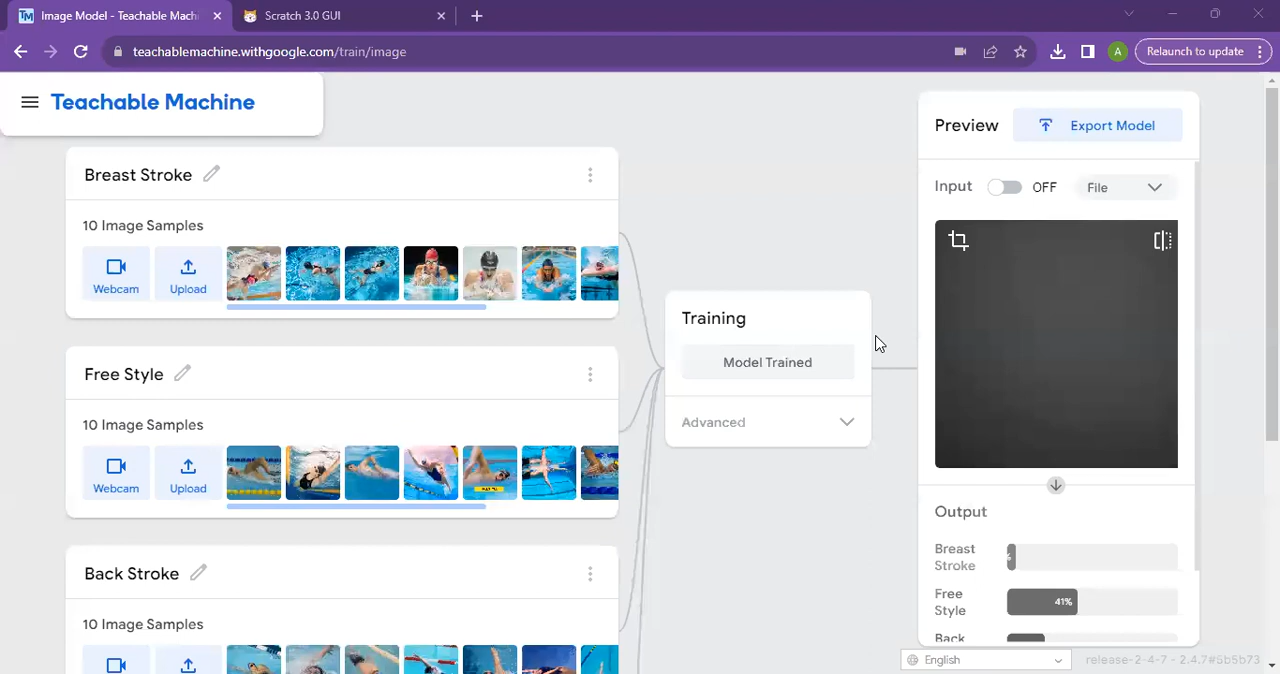 Image Model - Teachable Mach
Scratch 3.0 GUI
teachablemachine.withgoogle.com/train/image
A
Relaunch to update
Teachable Machine
Breast Stroke
10 Image Samples
Webcam
Upload
Free Style
10 Image Samples
Webcam
Upload
Back Stroke
10 Image Samples
Training
Model Trained
Advanced
Preview
Export Model
Input
OFF
File
Output
Breast
Stroke
%
Free
Style
41%
Back
English
release-2-4-7 - 2.4.7#5b5b73